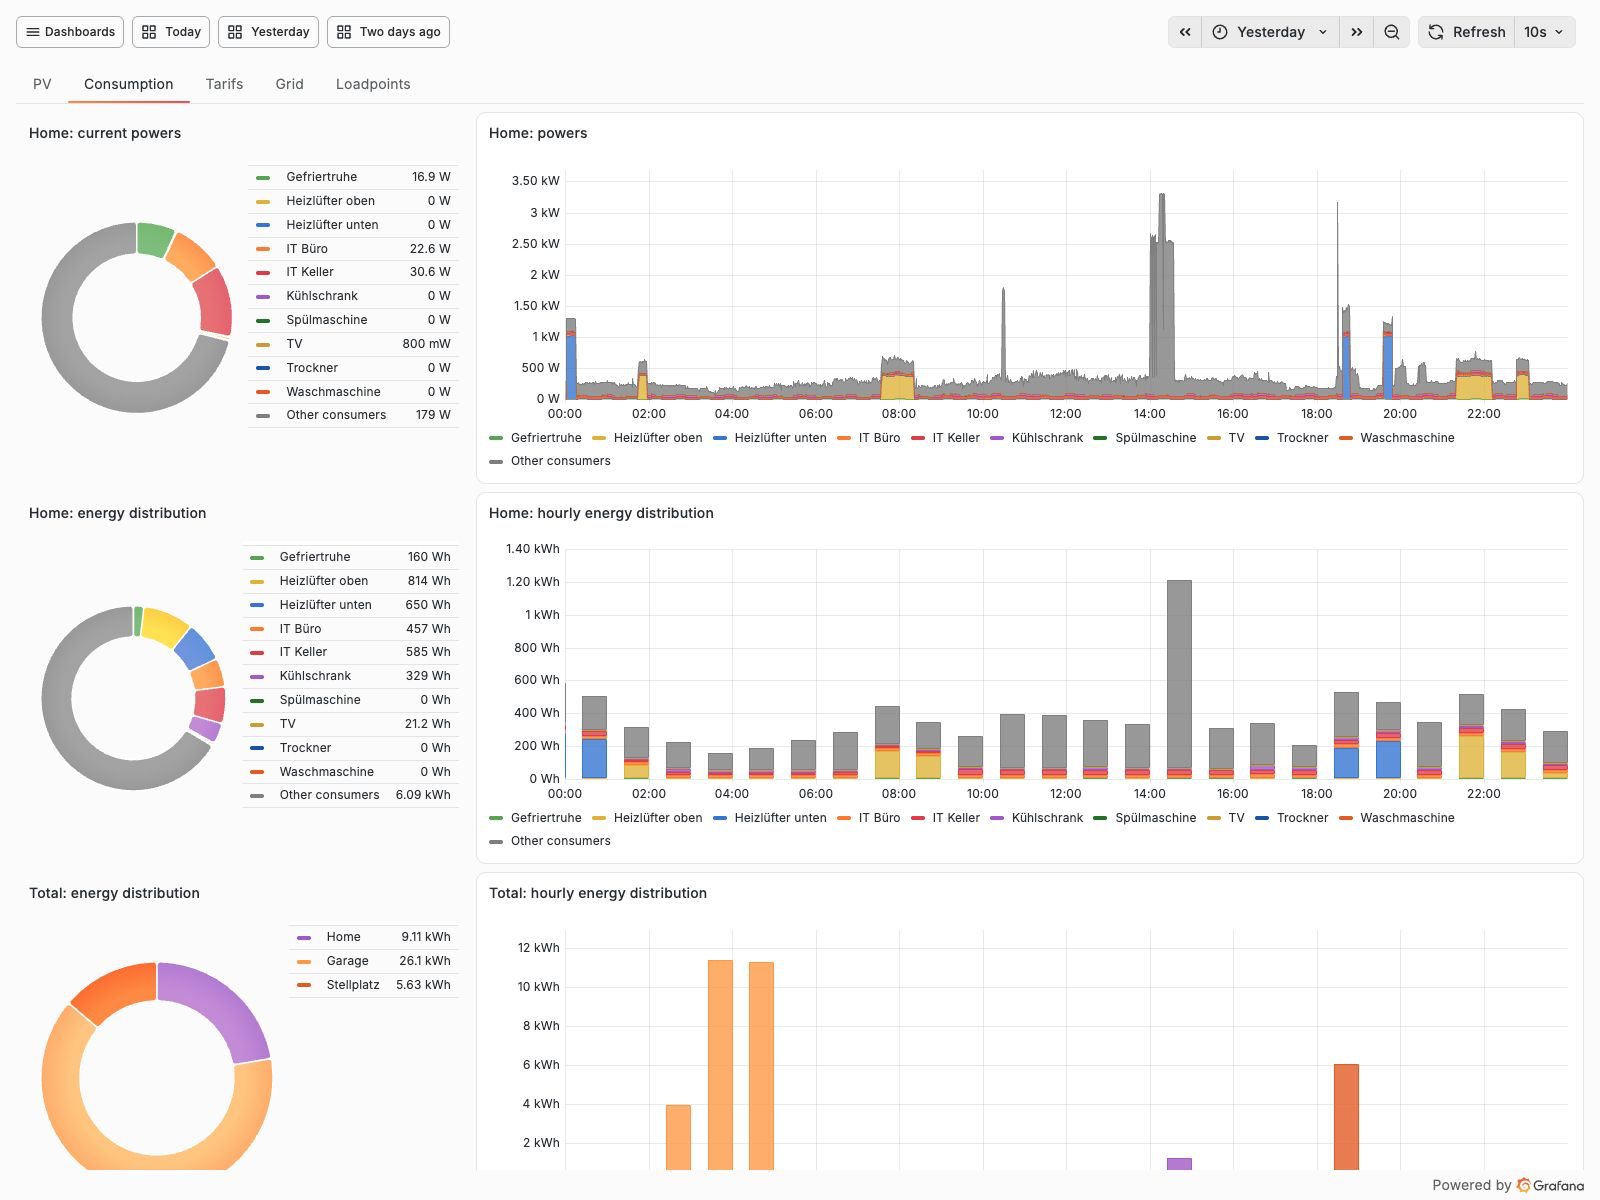 Dashboards Today Yesterday Two days ago Yesterday Refresh 10s
PV Consumption Tarifs Grid Loadpoints
Home: current powers
Gefriertruhe 16.9 W
Heizlüfter oben 0 W
Heizlüfter unten 0 W
IT Büro 22.6 W
IT Keller 30.6 W
Kühlschrank 0 W
Spülmaschine 0 W
TV 800 mW
Trockner 0 W
Waschmaschine 0 W
Other consumers 179 W
Home: powers
3.50 kW
3 kW
2.50 kW
2 kW
1.50 kW
1 kW
500 W
0 W
00:00 02:00 04:00 06:00 08:00 10:00 12:00 14:00 16:00 18:00 20:00 22:00
Gefriertruhe Heizlüfter oben Heizlüfter unten IT Büro IT Keller Kühlschrank Spülmaschine TV Trockner Waschmaschine
Other consumers
Home: energy distribution
Gefriertruhe 160 Wh
Heizlüfter oben 814 Wh
Heizlüfter unten 650 Wh
IT Büro 457 Wh
IT Keller 585 Wh
Kühlschrank 329 Wh
Spülmaschine 0 Wh
TV 21.2 Wh
Trockner 0 Wh
Waschmaschine 0 Wh
Other consumers 6.09 kWh
Home: hourly energy distribution
1.40 kWh
1.20 kWh
1 kWh
800 Wh
600 Wh
400 Wh
200 Wh
0 Wh
00:00 02:00 04:00 06:00 08:00 10:00 12:00 14:00 16:00 18:00 20:00 22:00
Gefriertruhe Heizlüfter oben Heizlüfter unten IT Büro IT Keller Kühlschrank Spülmaschine TV Trockner Waschmaschine
Other consumers
Total: energy distribution
Home 9.11 kWh
Garage 26.1 kWh
Stellplatz 5.63 kWh
Total: hourly energy distribution
12 kWh
10 kWh
8 kWh
6 kWh
4 kWh
2 kWh
Powered by Grafana